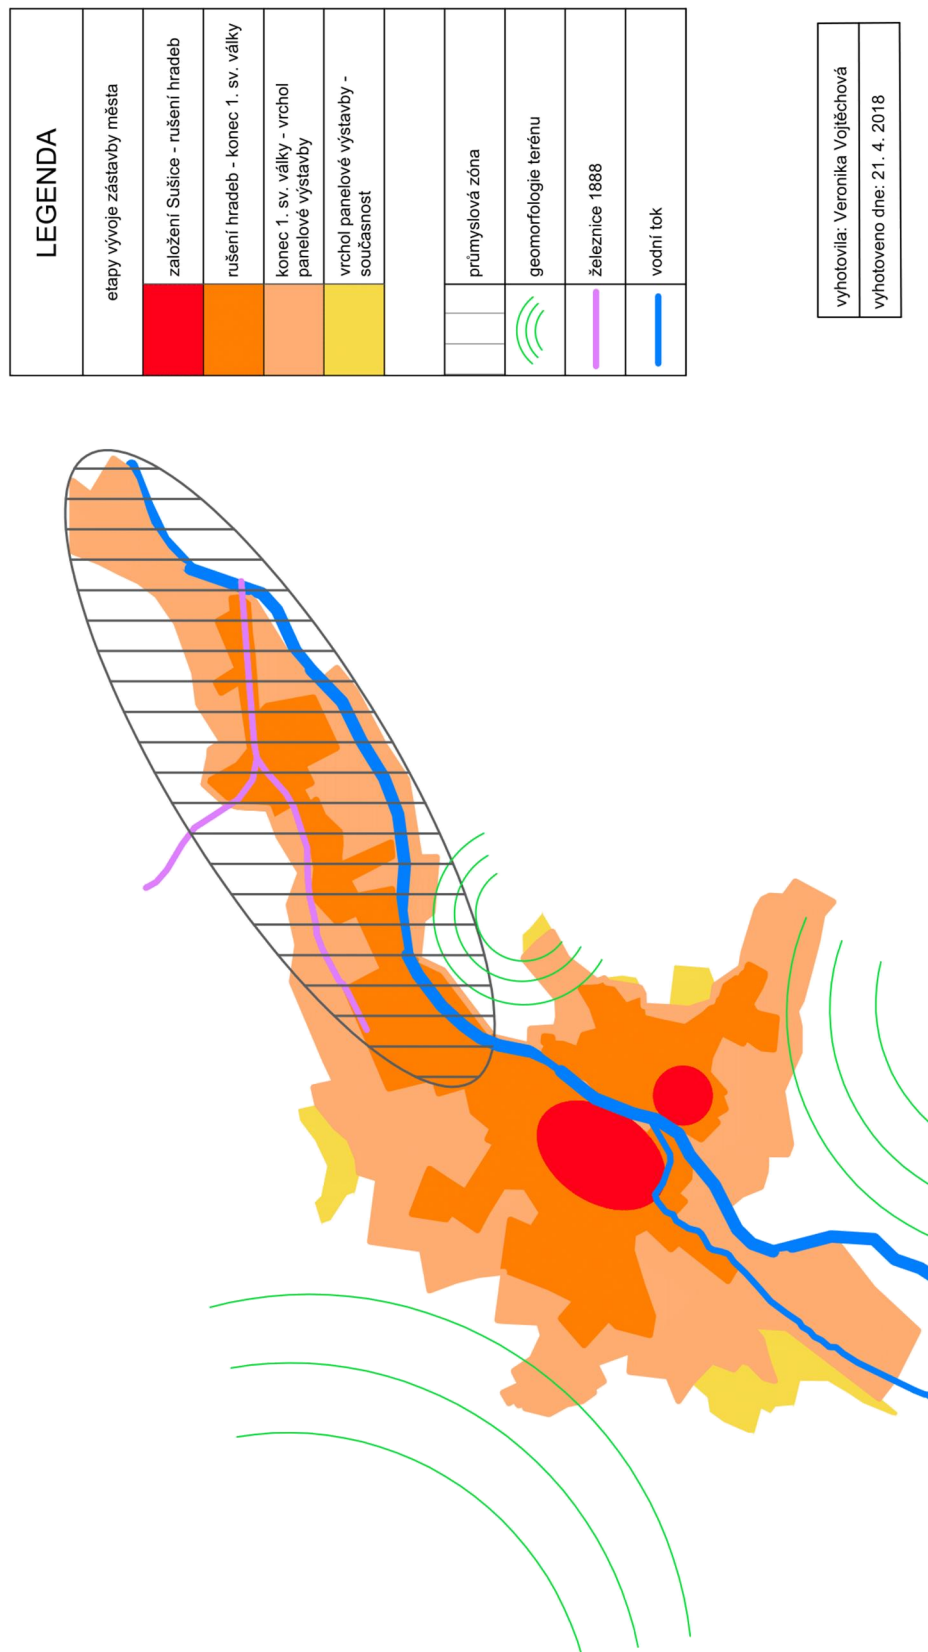 LEGENDA
etapy vývoje zástavby města
založení Sušice - rušení hradeb
rušení hradeb - konec 1. sv. války
konec 1. sv. války - vrchol
panelové výstavby
vrchol panelové výstavby -
současnost
průmyslová zóna
geomorfologie terénu
železnice 1888
vodní tok
vyhotovila: Veronika Vojtěchová
vyhotoveno dne: 21. 4. 2018